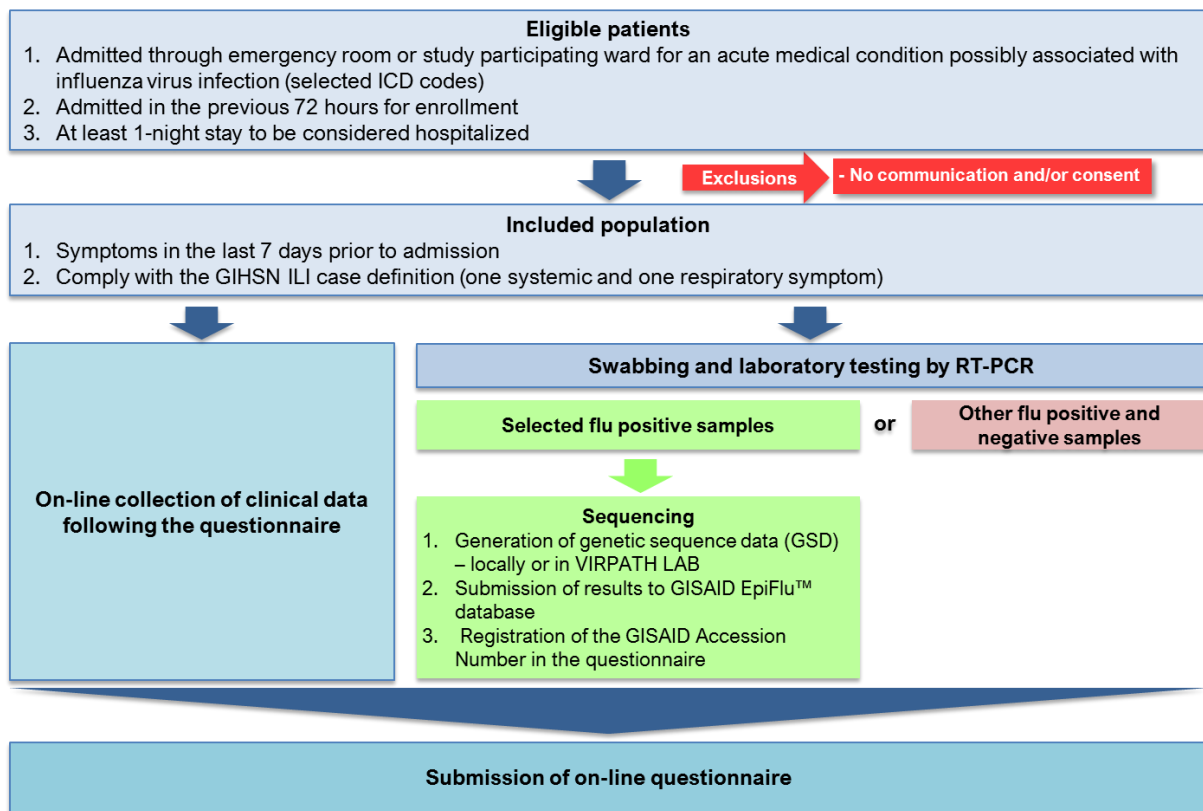 Eligible patients
1. Admitted through emergency room or study participating ward for an acute medical condition possibly associated with
influenza virus infection (selected ICD codes)
2. Admitted in the previous 72 hours for enrollment
3. At least 1-night stay to be considered hospitalized
Exclusions
- No communication and/or consent
Included population
1. Symptoms in the last 7 days prior to admission
2. Comply with the GIHSN ILI case definition (one systemic and one respiratory symptom)
On-line collection of clinical data
following the questionnaire
Swabbing and laboratory testing by RT-PCR
Selected flu positive samples
or
Other flu positive and
negative samples
Sequencing
1. Generation of genetic sequence data (GSD)
– locally or in VIRPATH LAB
2. Submission of results to GISAID EpiFlu™
database
3. Registration of the GISAID Accession
Number in the questionnaire
Submission of on-line questionnaire